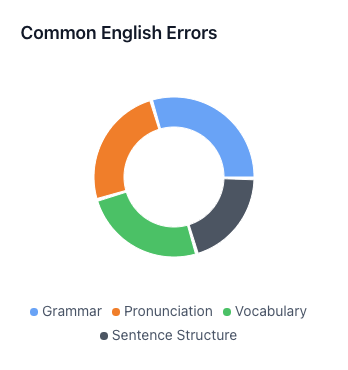 Common English Errors
Grammar Pronunciation Vocabulary
Sentence Structure